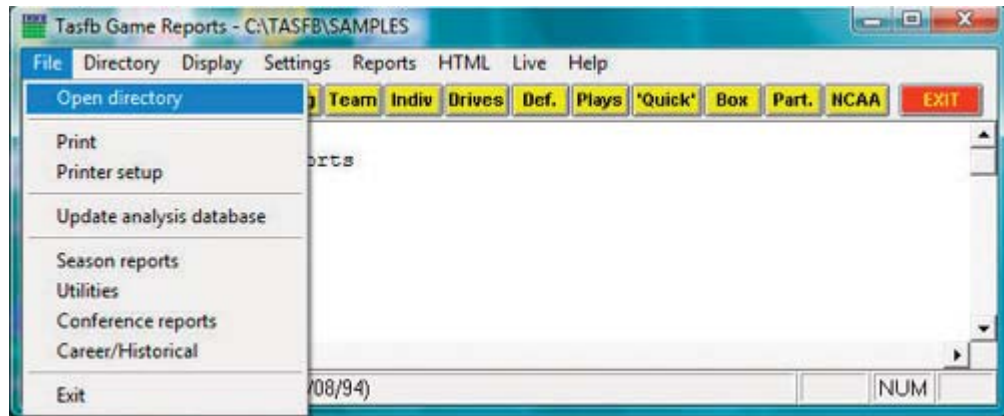 Tasfb Game Reports - C:\TASFB\SAMPLES
File Directory Display Settings Reports HTML Live Help
Open directory
Team Indiv Drives Def. Plays 'Quick' Box Part. NCAA EXIT
Print
Printer setup
Update analysis database
Season reports
Utilities
Conference reports
Career/Historical
Exit
/08/94)
NUM